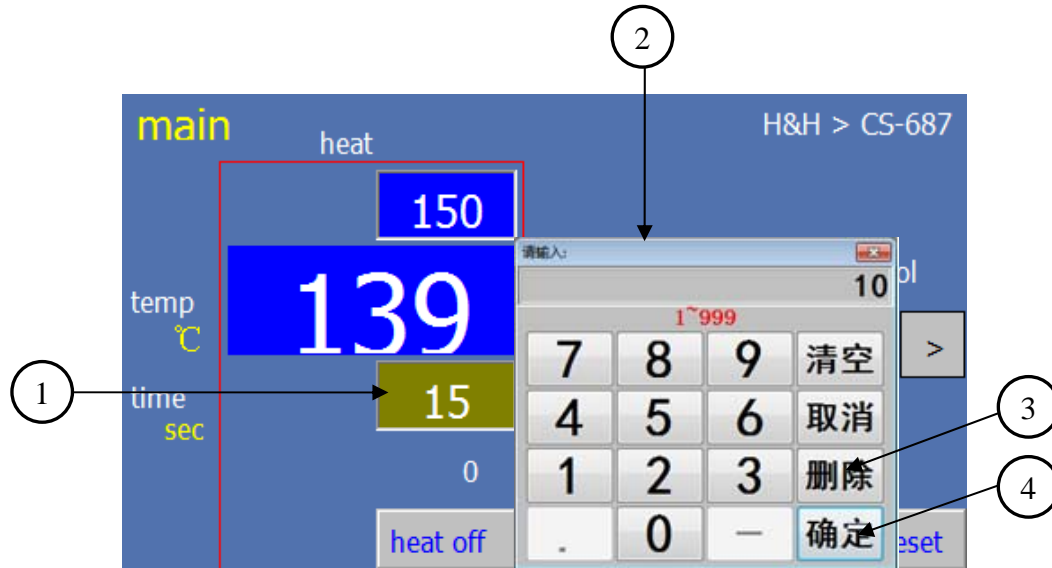 2
main
H&H > CS-687
heat
150
请输入:
10
ol
139
temp
℃
1~999
7 8 9 清空
>
1
time
sec
15
4 5 6 取消
3
0
1 2 3 删除
4
heat off
. 0 — 确定
eset